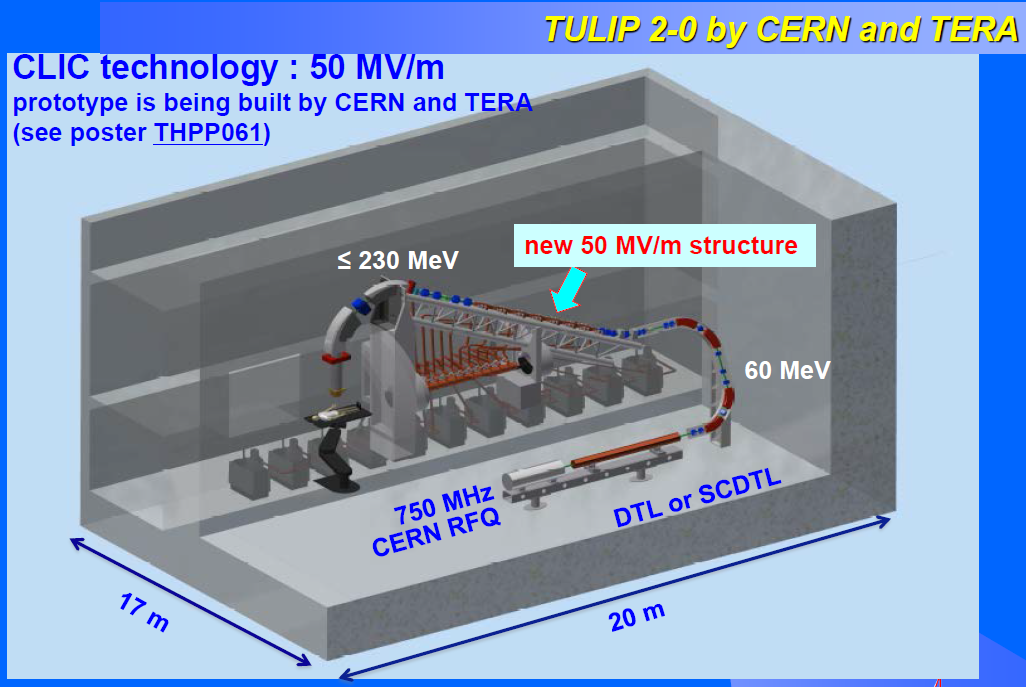 TULIP 2-0 by CERN and TERA
CLIC technology : 50 MV/m
prototype is being built by CERN and TERA
(see poster THPP061)
new 50 MV/m structure
≤ 230 MeV
60 MeV
750 MHz
CERN RFQ
DTL or SCDTL
17 m
20 m